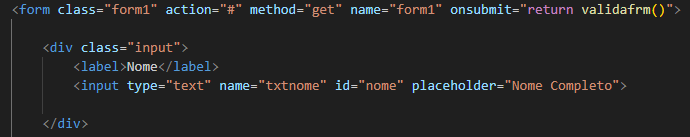 <form class="form1" action="#" method="get" name="form1" onsubmit="return validafrm()">
<div class="input">
<label>Nome</label>
<input type="text" name="txtnome" id="nome" placeholder="Nome Completo">
</div>